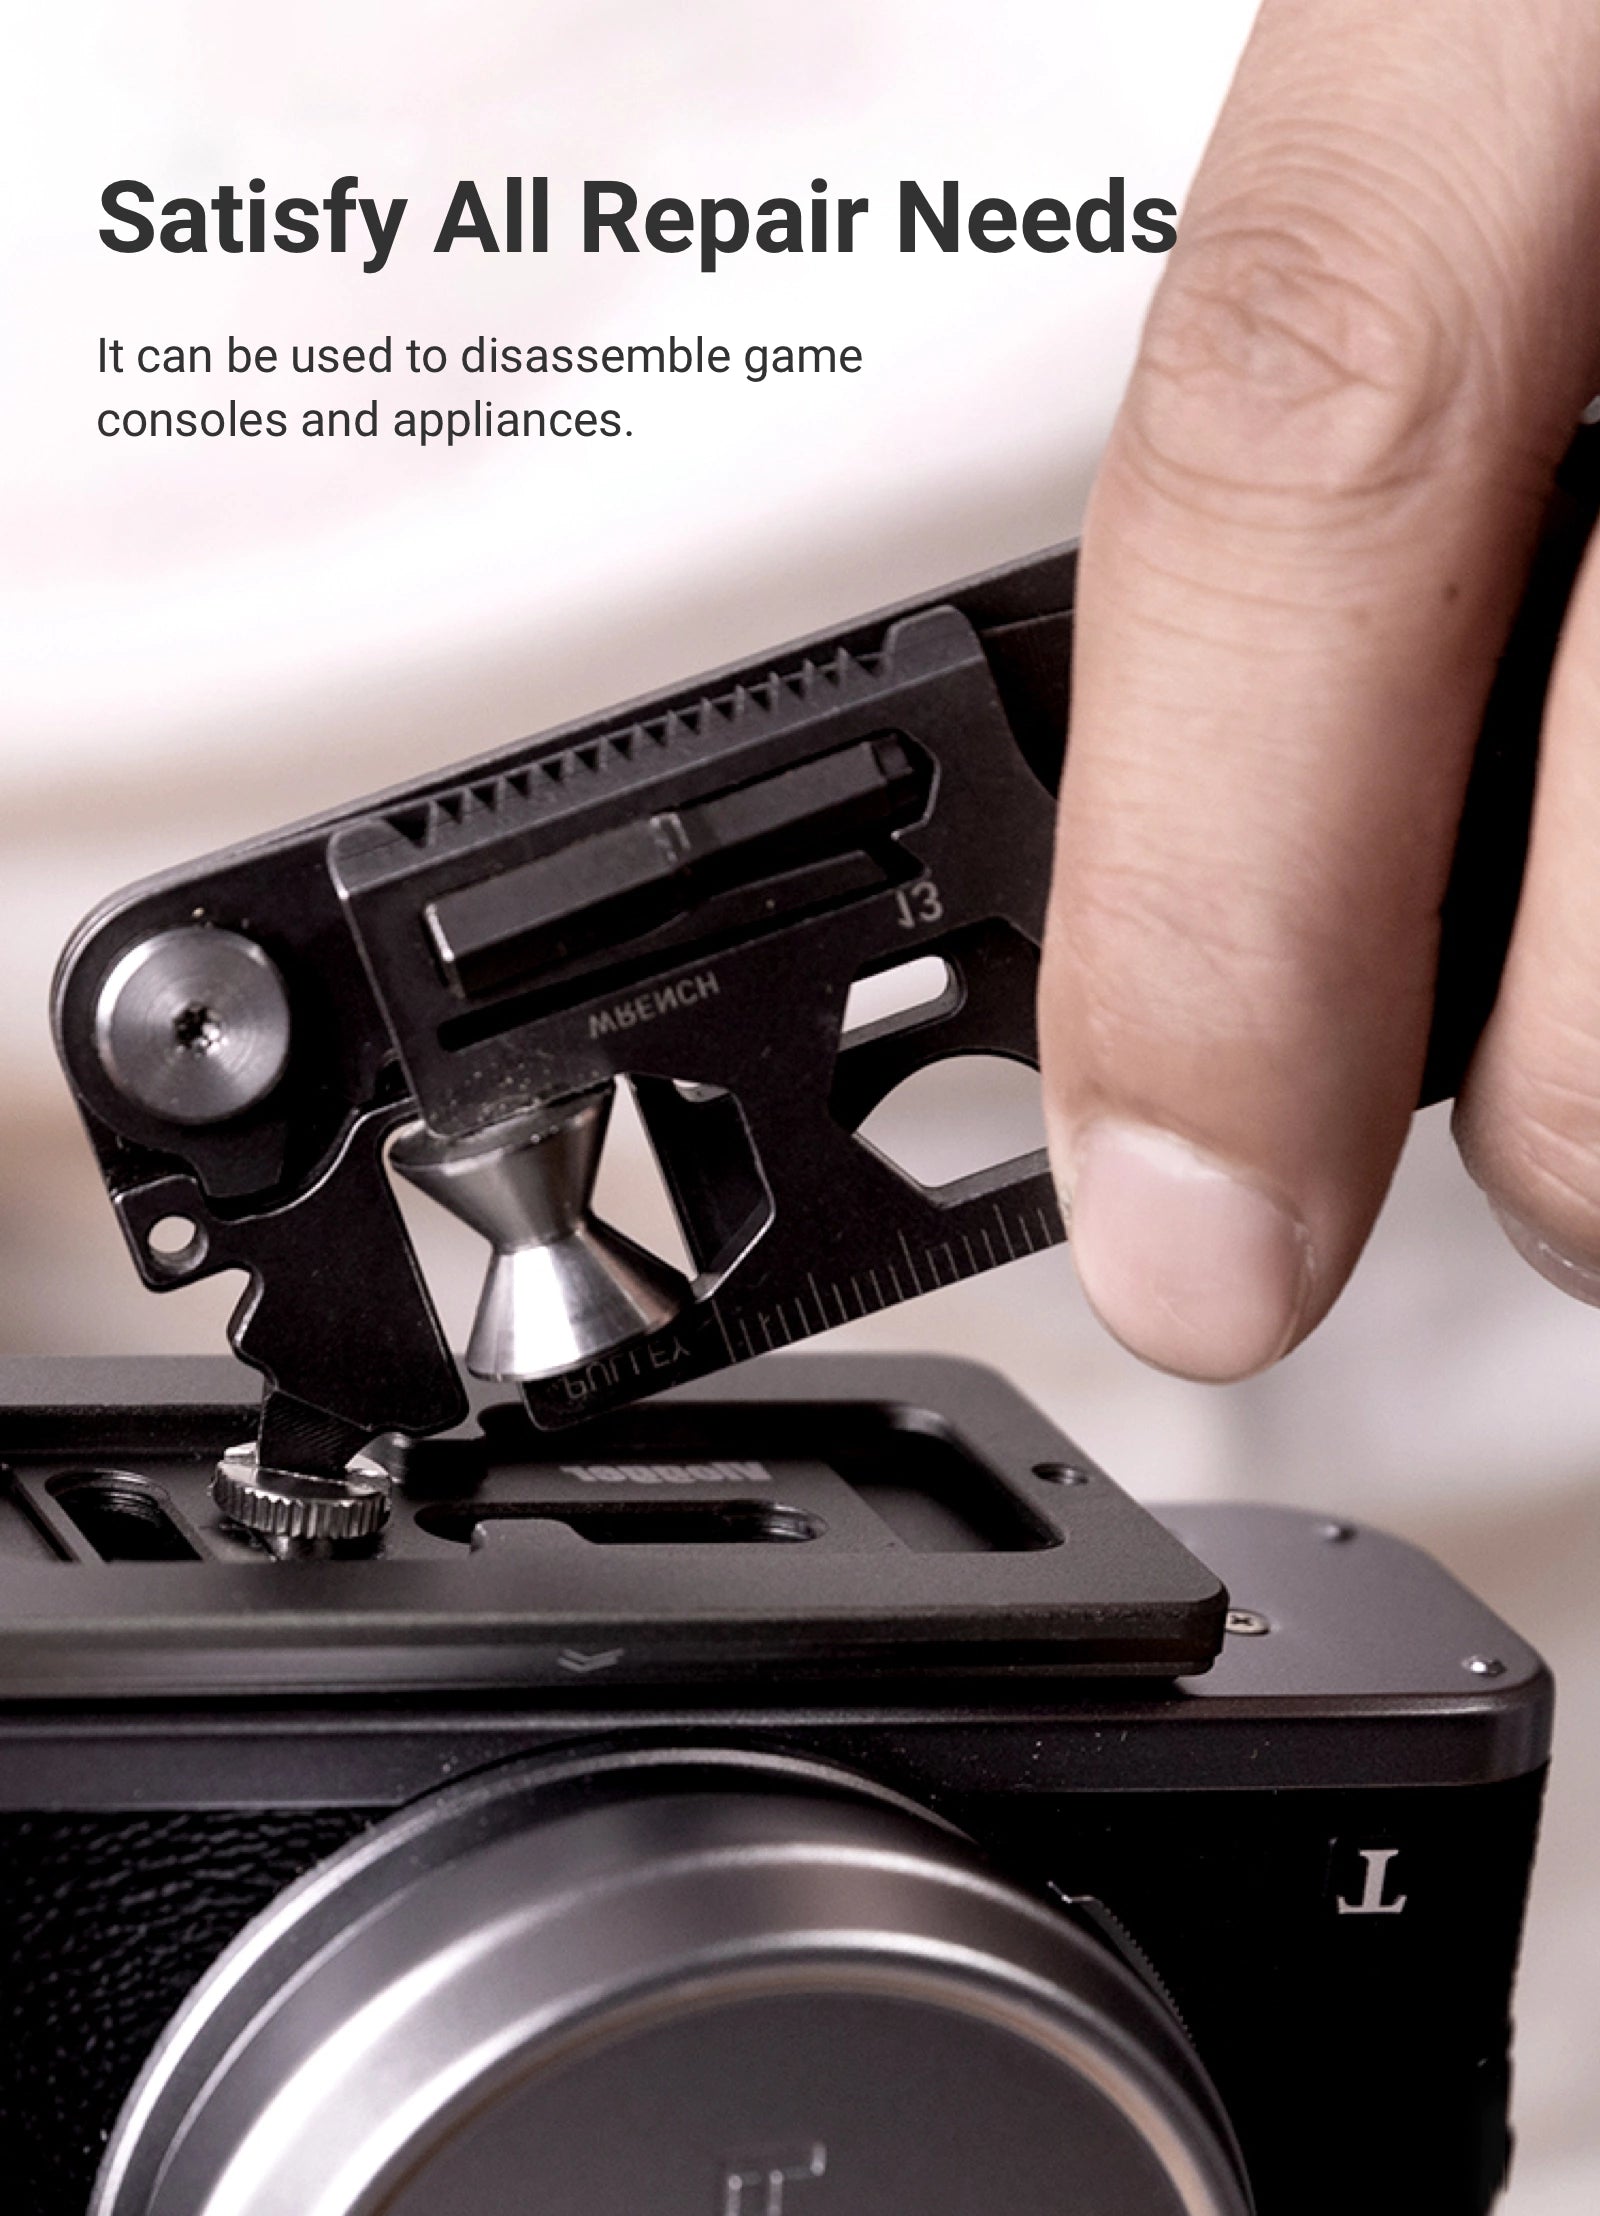 Satisfy All Repair Needs
It can be used to disassemble game
consoles and appliances.
13
WRENCH
T